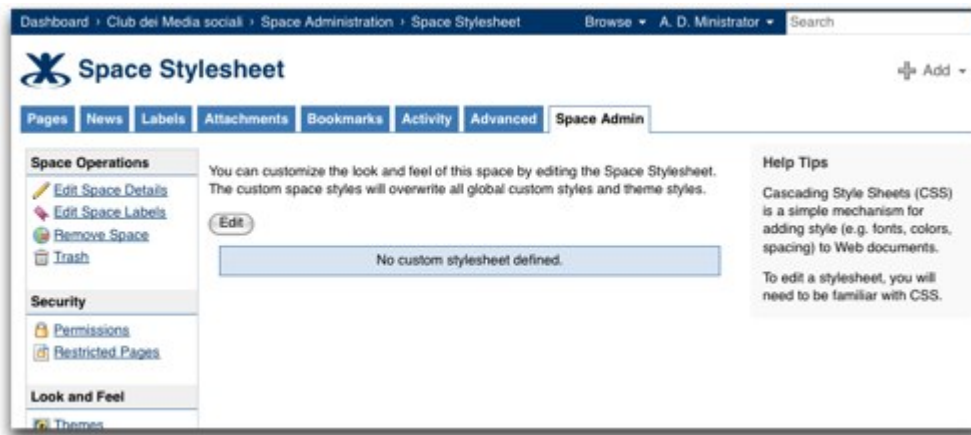 Dashboard › Club dei Media sociali › Space Administration › Space Stylesheet Browse A. D. Ministrator Search
Space Stylesheet
Add
Pages News Labels Attachments Bookmarks Activity Advanced Space Admin
Space Operations
Edit Space Details
Edit Space Labels
Remove Space
Trash
Security
Permissions
Restricted Pages
Look and Feel
Themes
You can customize the look and feel of this space by editing the Space Stylesheet.
The custom space styles will overwrite all global custom styles and theme styles.
Edit
No custom stylesheet defined.
Help Tips
Cascading Style Sheets (CSS)
is a simple mechanism for
adding style (e.g. fonts, colors,
spacing) to Web documents.
To edit a stylesheet, you will
need to be familiar with CSS.